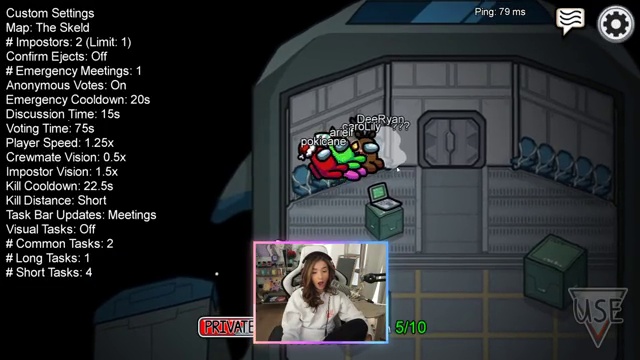 Custom Settings
Map: The Skeld
# Impostors: 2 (Limit: 1)
Confirm Ejects: Off
# Emergency Meetings: 1
Anonymous Votes: On
Emergency Cooldown: 20s
Discussion Time: 15s
Voting Time: 75s
Player Speed: 1.25x
Crewmate Vision: 0.5x
Impostor Vision: 1.5x
Kill Cooldown: 22.5s
Kill Distance: Short
Task Bar Updates: Meetings
Visual Tasks: Off
# Common Tasks: 2
# Long Tasks: 1
# Short Tasks: 4
Ping: 79 ms
DeeRyan
caroLily ???
arieif
pokicane
PRIVATE
5/10
USE